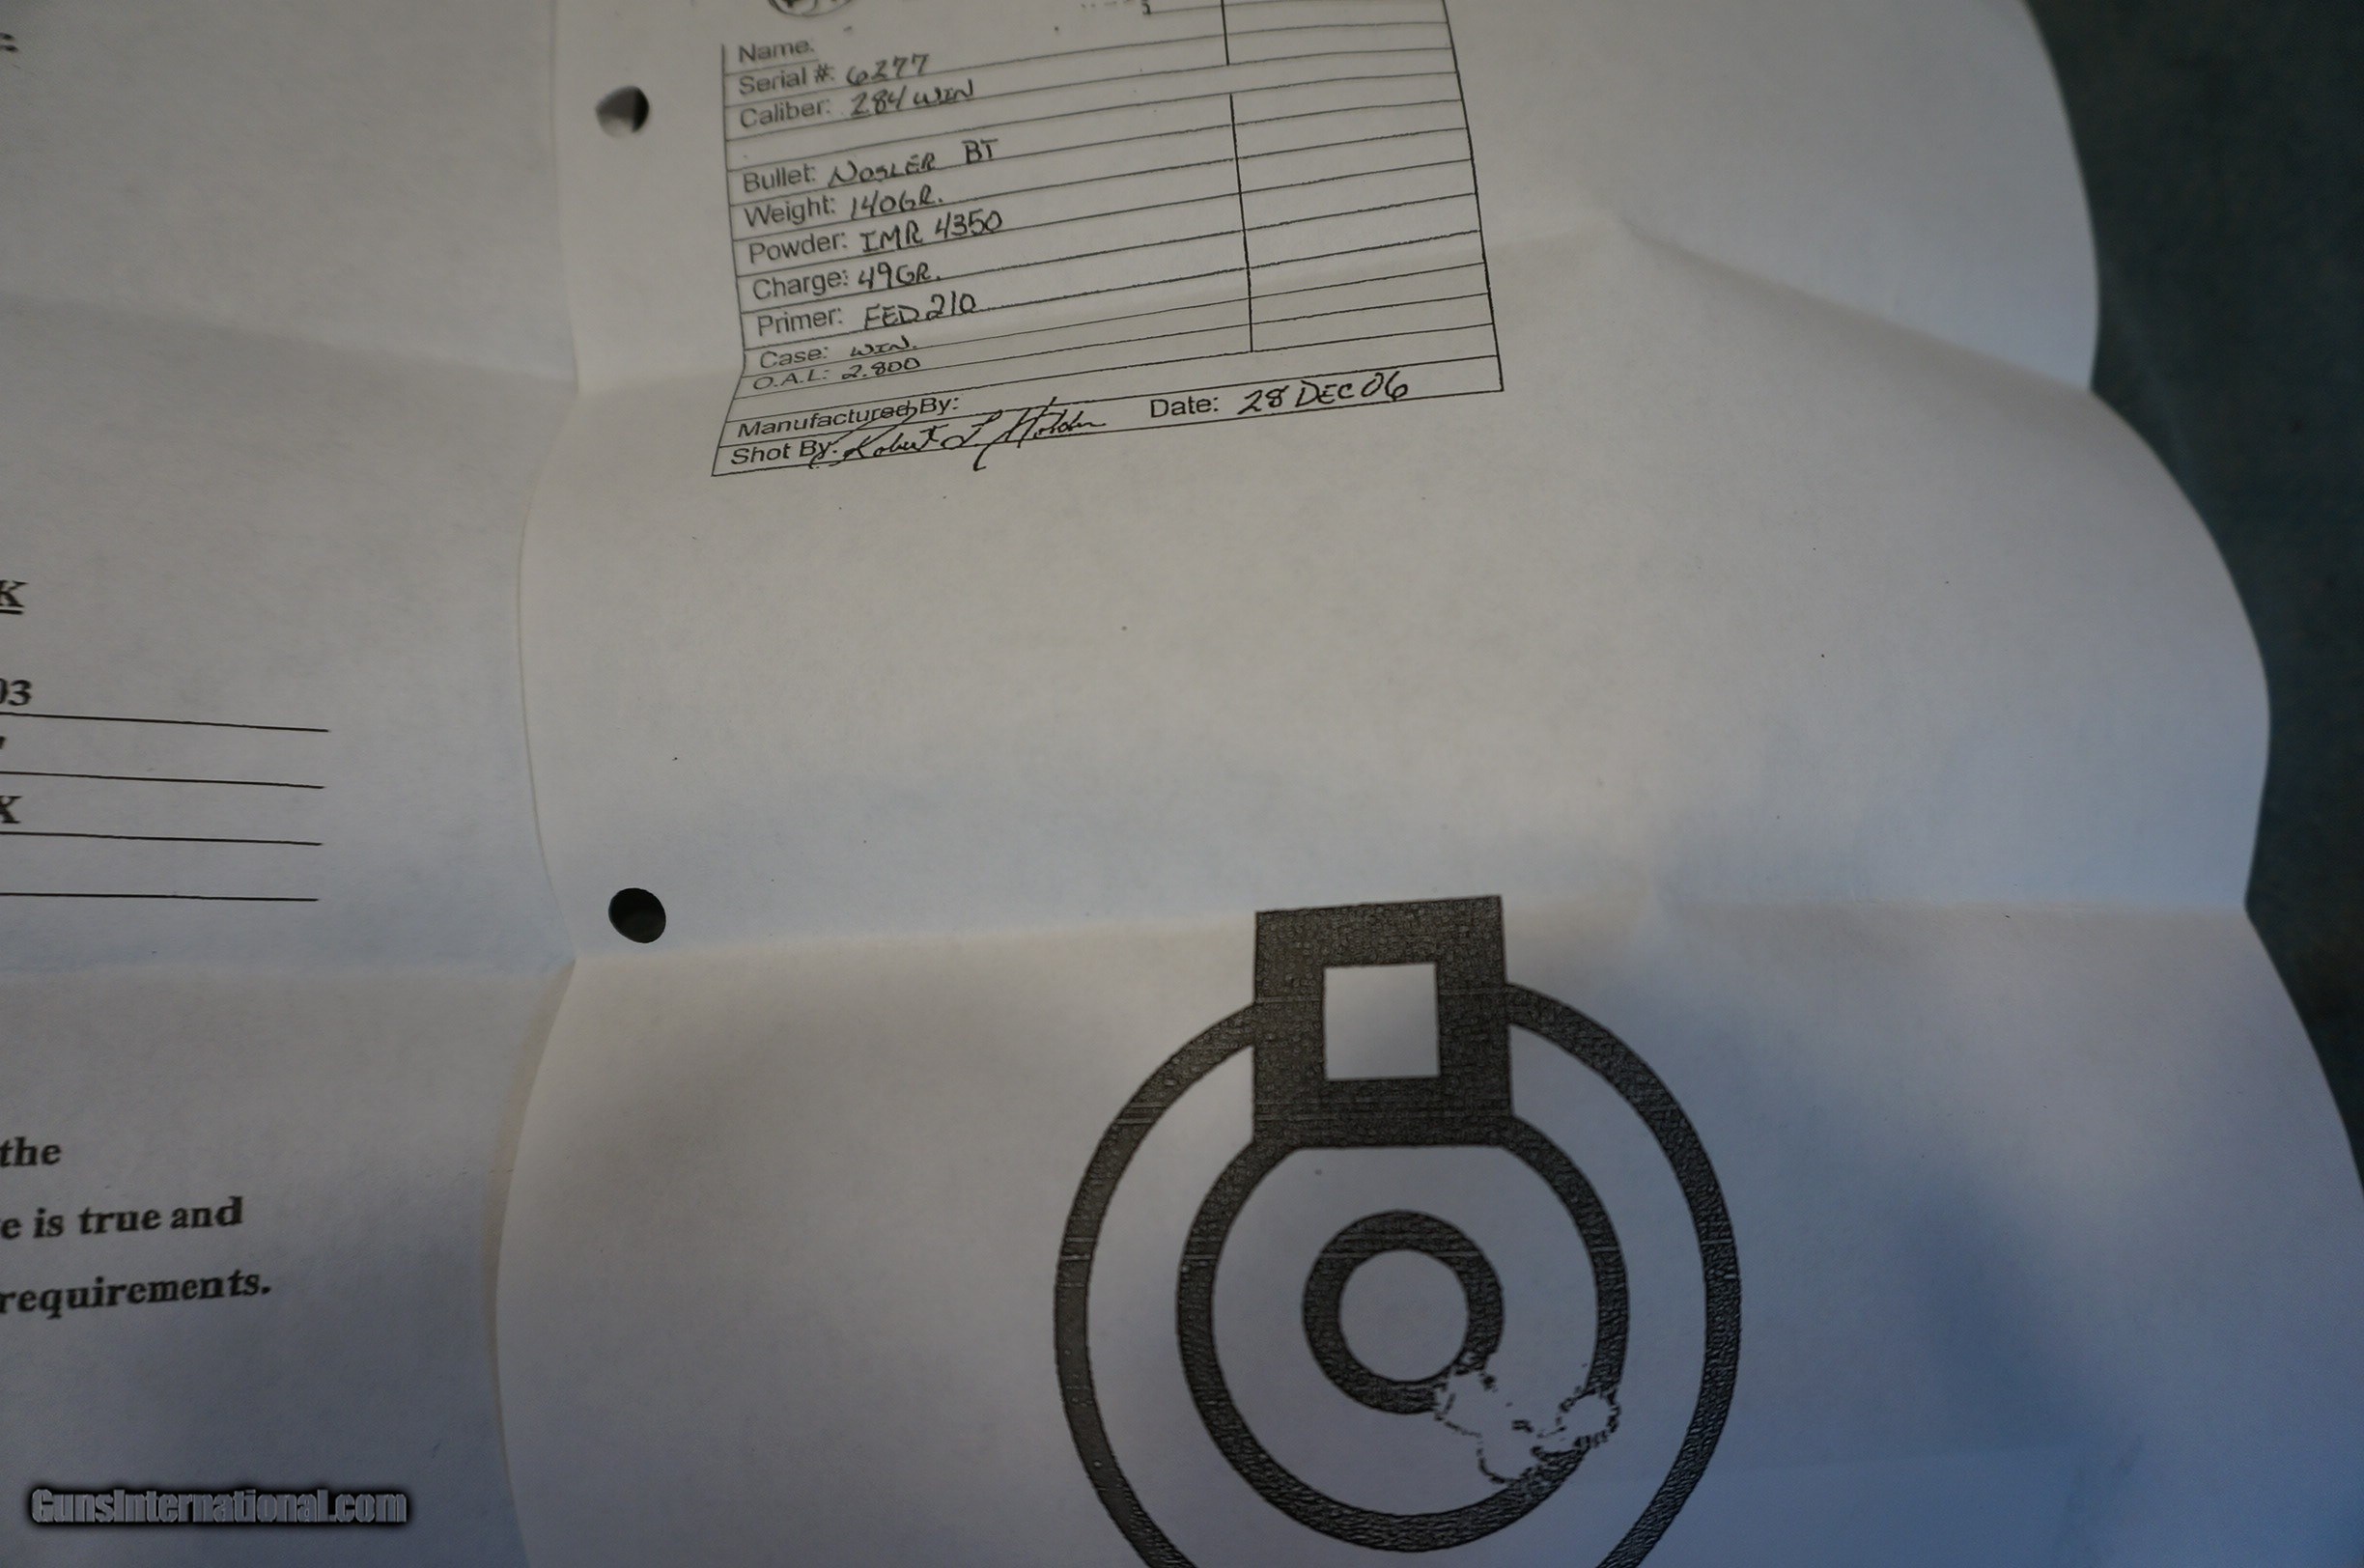 Name:
Serial #: 6277
Caliber: 284 WIN
Bullet: NOSLER BT
Weight: 140GR.
Powder: IMR 4350
Charge: 49GR.
Primer: FED 210
Case: WIN.
O.A.L: 2.800
Manufactured By:
Shot By: Robert L Date: 28 DEC 06
K
03
X
the
e is true and
requirements.
GunsInternational.com